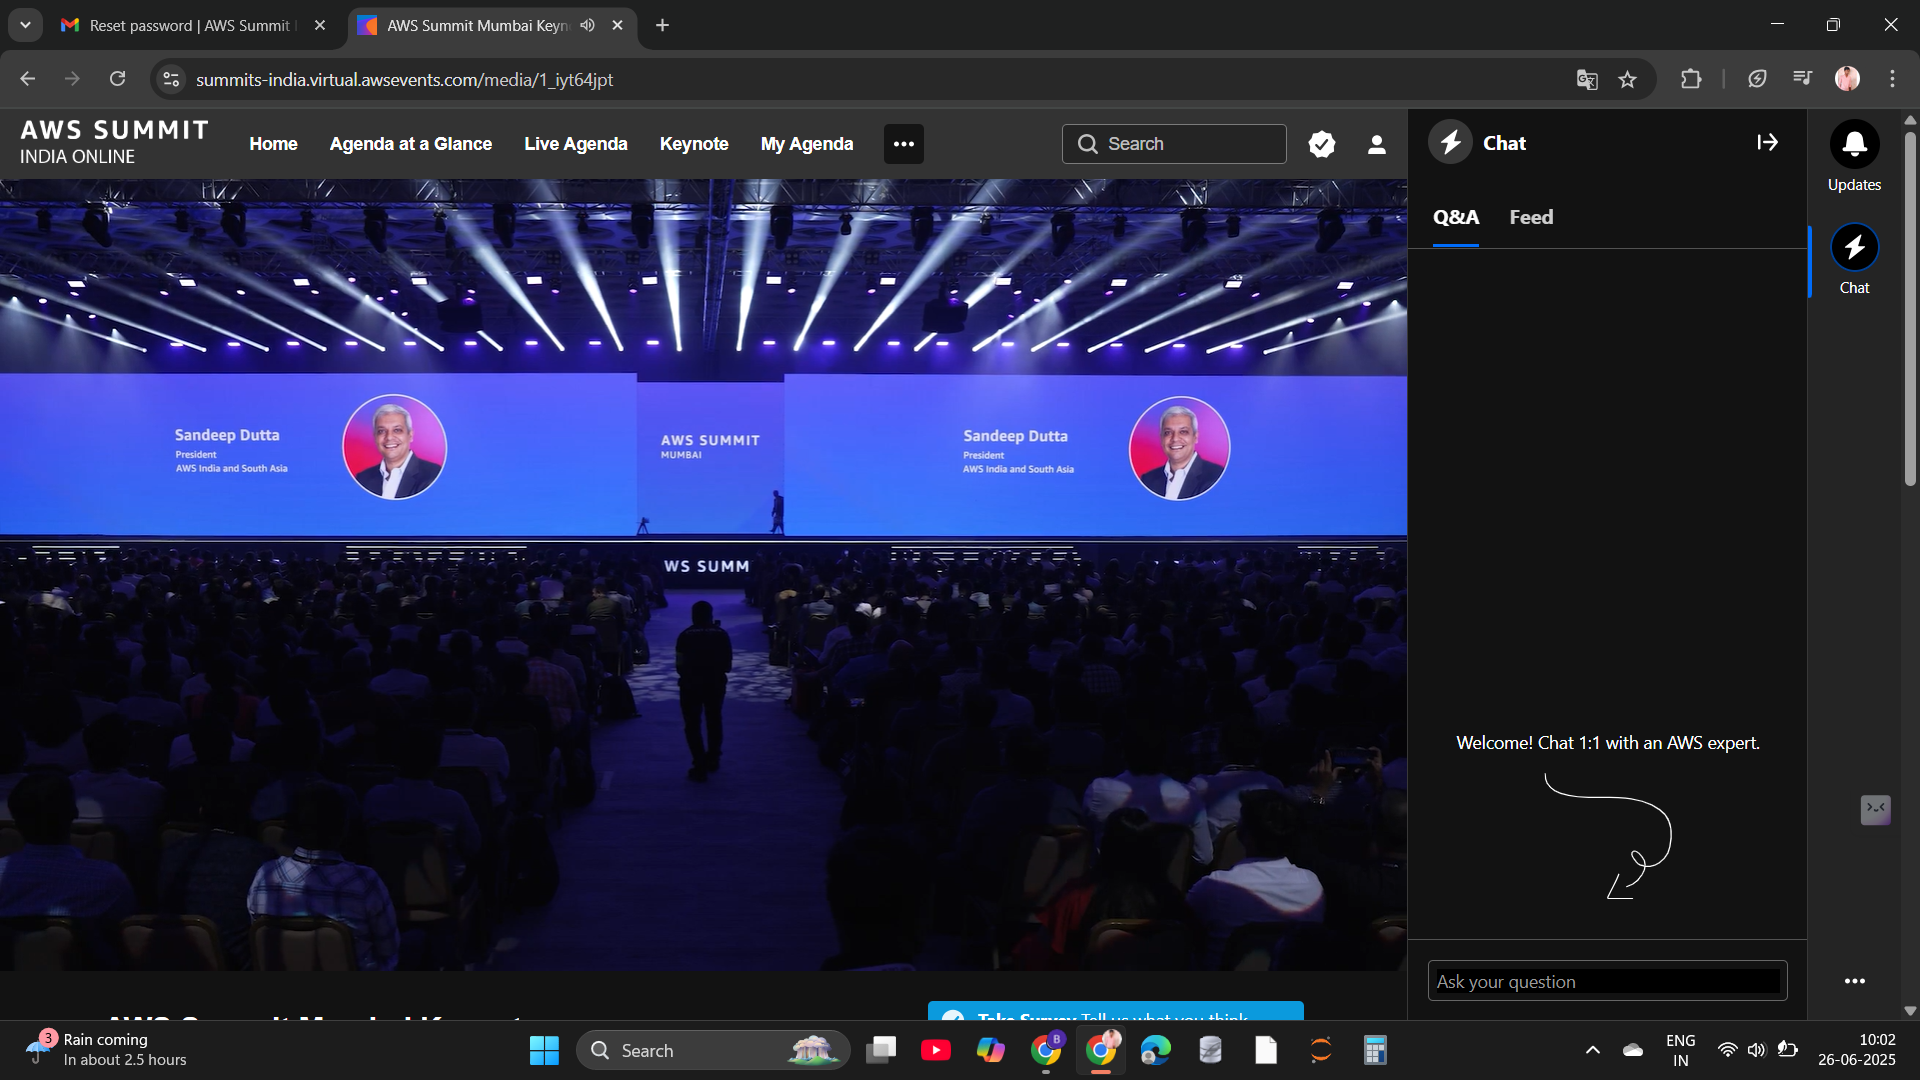 Reset password | AWS Summit
AWS Summit Mumbai Keyn
summits-india.virtual.awsevents.com/media/1_iyt64jpt
AWS SUMMIT
INDIA ONLINE
Home
Agenda at a Glance
Live Agenda
Keynote
My Agenda
Search
Chat
Updates
Q&A
Feed
Chat
Sandeep Dutta
President
AWS India and South Asia
AWS SUMMIT
MUMBAI
Sandeep Dutta
President
AWS India and South Asia
WS SUMM
Welcome! Chat 1:1 with an AWS expert.
Ask your question
AWS Summit Mumbai Keynote
Take Survey Tell us what you think
3
Rain coming
In about 2.5 hours
Search
B
ENG
IN
10:02
26-06-2025